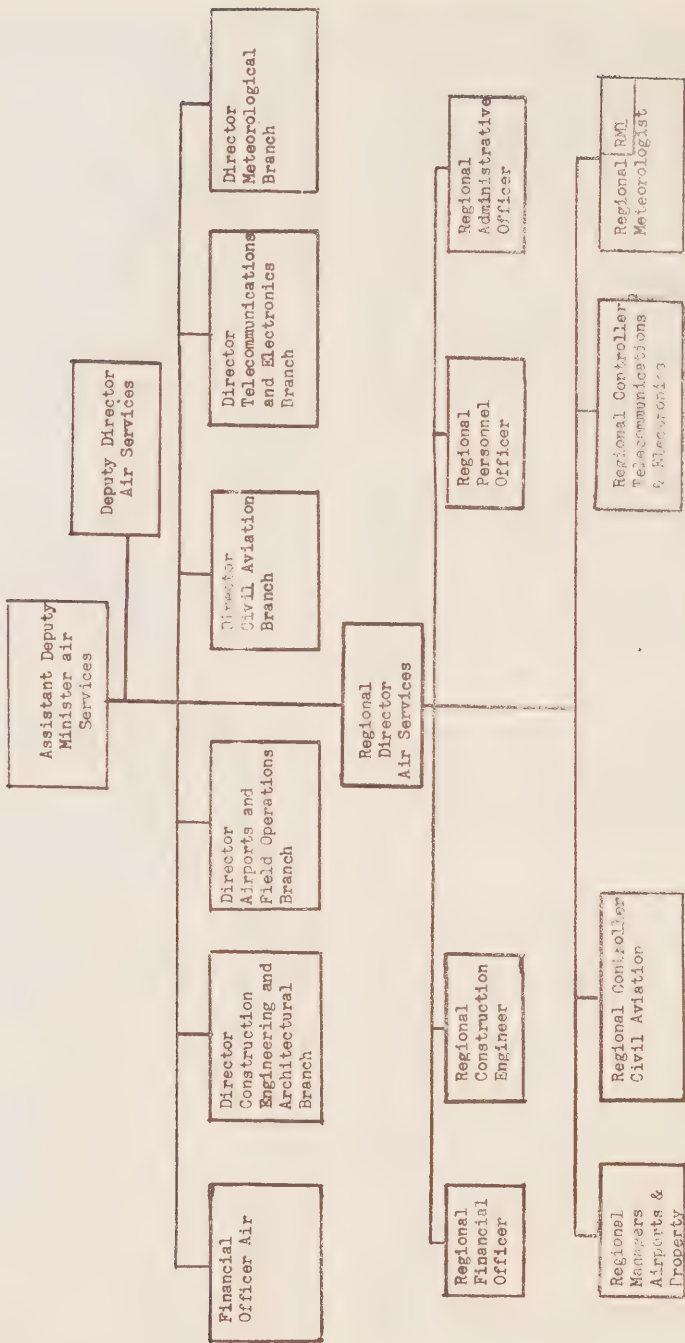 Assistant Deputy
Minister air
Services
Deputy Director
Air Services
Financial
Officer Air
Director
Construction
Engineering and
Architectural
Branch
Director
Airports and
Field Operations
Branch
Director
Civil Aviation
Branch
Director
Telecommunications
and Electronics
Branch
Director
Meteorological
Branch
Regional
Director
Air Services
Regional
Financial
Officer
Regional
Construction
Engineer
Regional
Personnel
Officer
Regional
Administrative
Officer
Regional
Managers
Airports &
Property
Regional Controller
Civil Aviation
Regional Controller
Telecommunications
& Electronics
Regional RMI
Meteorologist